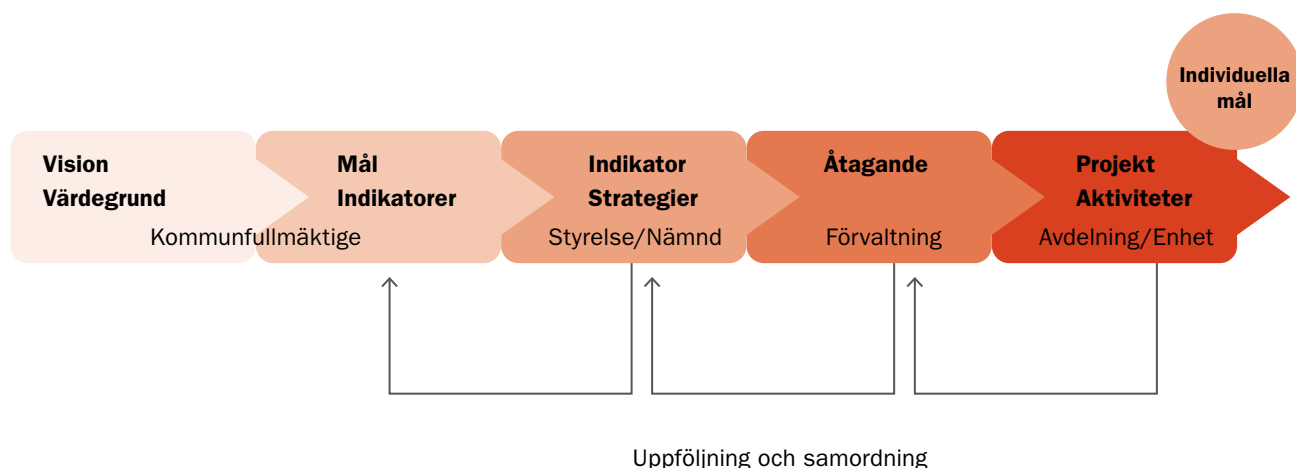 Individuella
mål
Vision
Värdegrund
Mål
Indikatorer
Kommunfullmäktige
Indikator
Strategier
Styrelse/Nämnd
Åtagande
Förvaltning
Projekt
Aktiviteter
Avdelning/Enhet
Uppföljning och samordning